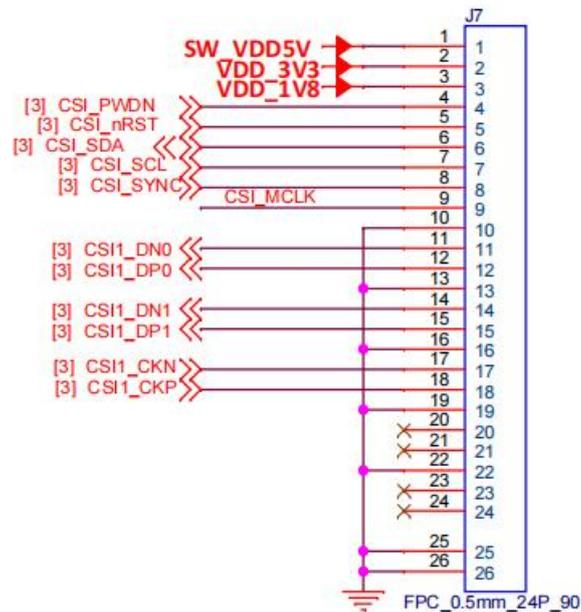 J7
SW_VDD5V 1 1
VDD_3V3 2 2
VDD_1V8 3 3
[3] CSI_PWDN 4 4
[3] CSI_nRST 5 5
[3] CSI_SDA 6 6
[3] CSI_SCL 7 7
[3] CSI_SYNC 8 8
CSI_MCLK 9 9
10 10
[3] CSI1_DN0 11 11
[3] CSI1_DP0 12 12
13 13
[3] CSI1_DN1 14 14
[3] CSI1_DP1 15 15
16 16
[3] CSI1_CKN 17 17
[3] CSI1_CKP 18 18
19 19
20 20
21 21
22 22
23 23
24 24
25 25
26 26
FPC_0.5mm_24P_90